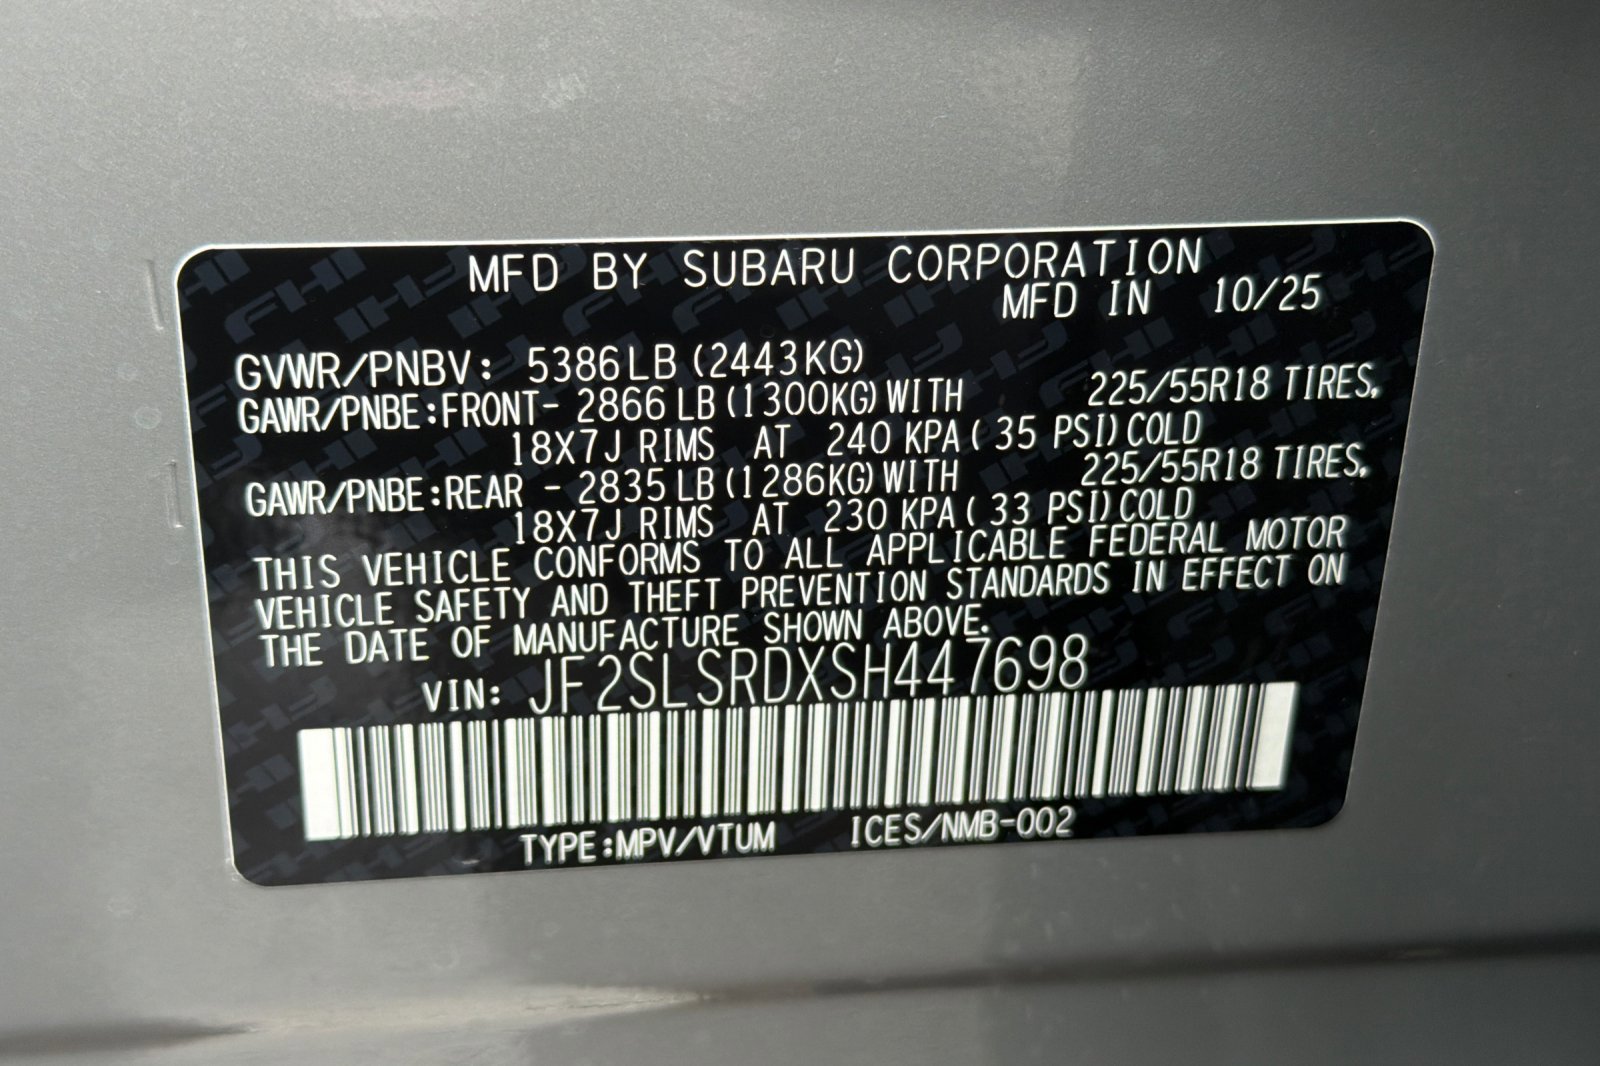 MFD BY SUBARU CORPORATION
MFD IN 10/25
GVWR/PNBV: 5386LB (2443KG)
GAWR/PNBE:FRONT- 2866 LB (1300KG) WITH 225/55R18 TIRES,
18X7J RIMS AT 240 KPA ( 35 PSI) COLD
GAWR/PNBE:REAR - 2835 LB (1286KG) WITH 225/55R18 TIRES,
18X7J RIMS AT 230 KPA ( 33 PSI) COLD
THIS VEHICLE CONFORMS TO ALL APPLICABLE FEDERAL MOTOR
VEHICLE SAFETY AND THEFT PREVENTION STANDARDS IN EFFECT ON
THE DATE OF MANUFACTURE SHOWN ABOVE.
VIN: JF2SLSRDXSH447698
TYPE:MPV/VTUM ICES/NMB-002